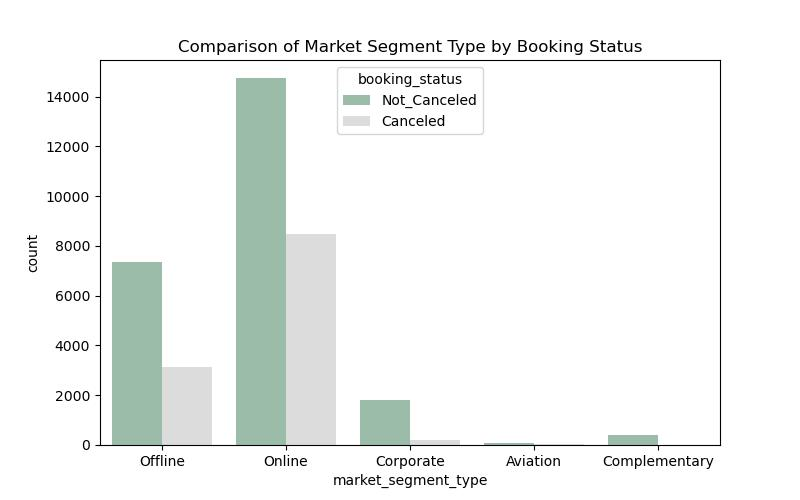 Comparison of Market Segment Type by Booking Status
booking_status
Not_Canceled
Canceled
14000
12000
10000
8000
6000
4000
2000
0
count
Offline
Online
Corporate
Aviation
Complementary
market_segment_type